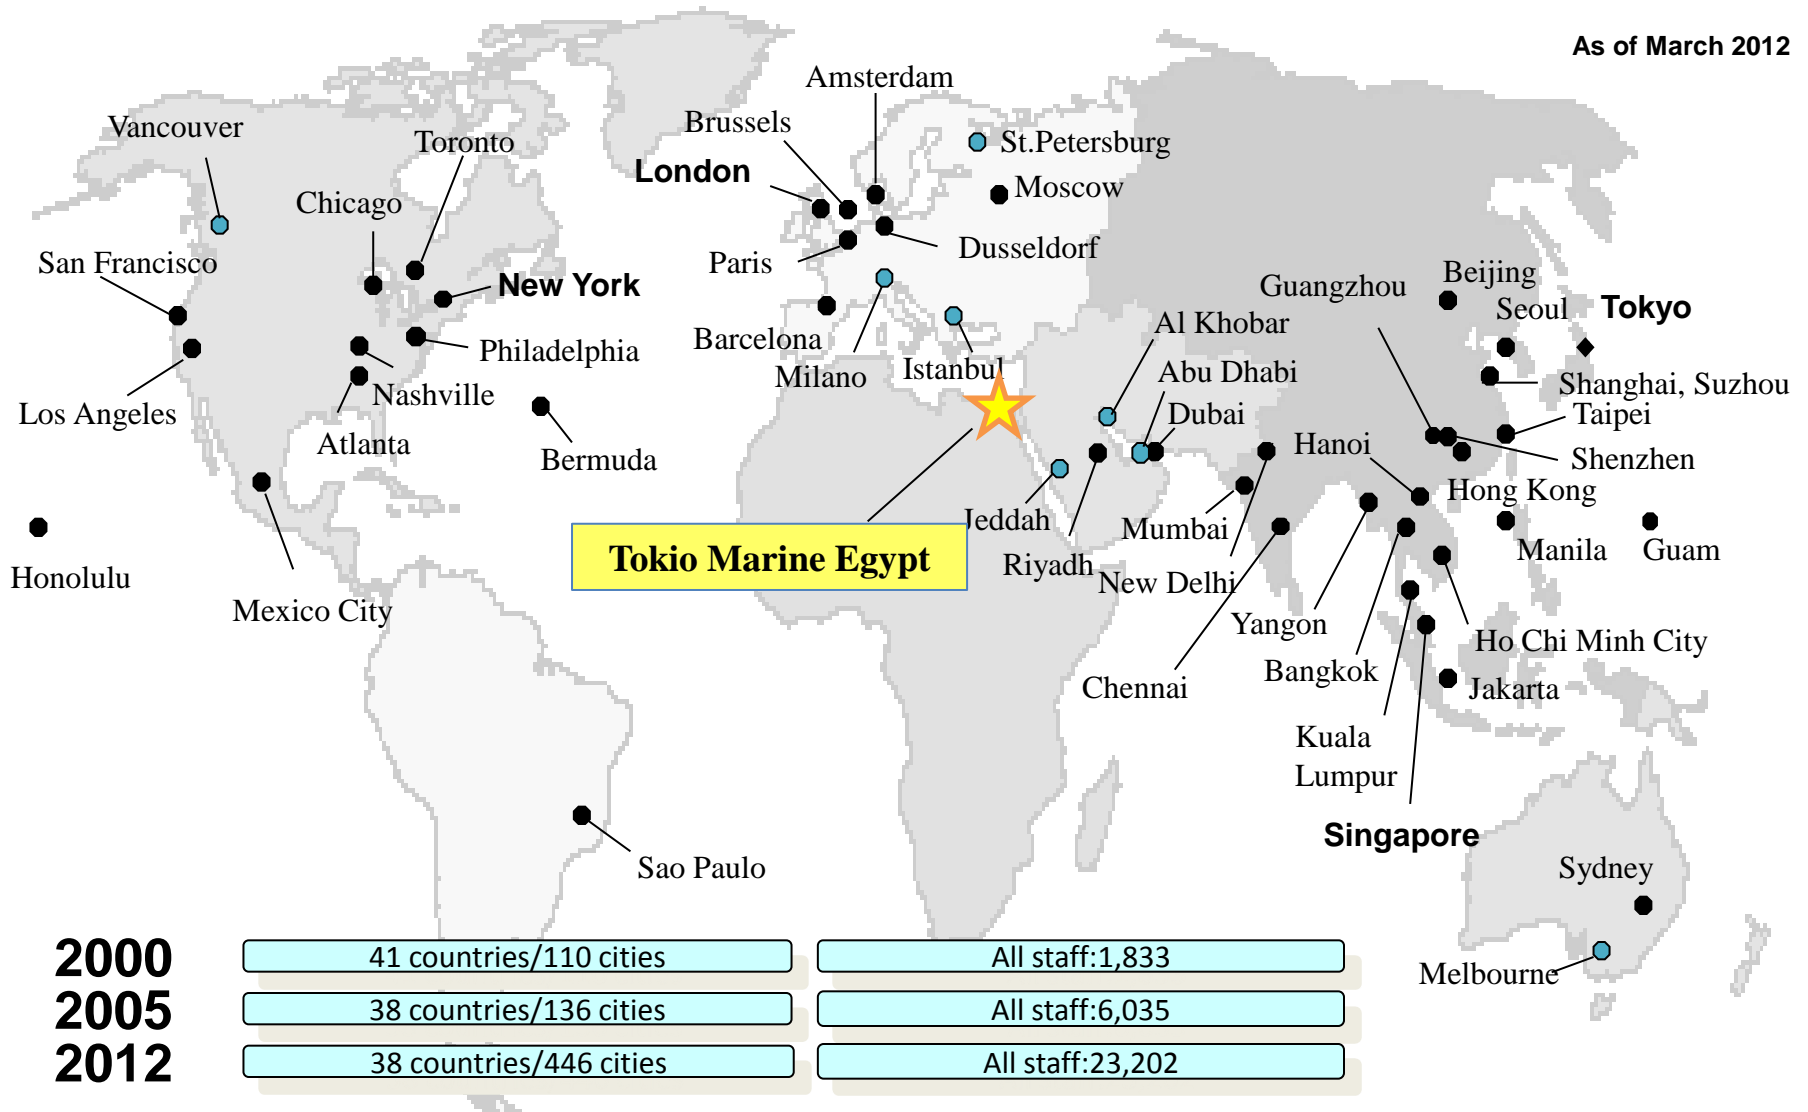 As of March 2012
Amsterdam
Vancouver
Brussels
Toronto
St.Petersburg
London
Moscow
Chicago
Dusseldorf
San Francisco
Paris
Beijing
New York
Guangzhou
Seoul
Tokyo
Al Khobar
Barcelona
Philadelphia
Istanbul
Milano
Abu Dhabi
Shanghai, Suzhou
Nashville
Los Angeles
Dubai
Taipei
Atlanta
Hanoi
Bermuda
Shenzhen
Hong Kong
Jeddah
Mumbai
Manila
Guam
Tokio Marine Egypt
Riyadh
New Delhi
Honolulu
Mexico City
Yangon
Ho Chi Minh City
Bangkok
Chennai
Jakarta
Kuala
Lumpur
Singapore
Sao Paulo
Sydney
Melbourne
2000
41 countries/110 cities
All staff:1,833
2005
38 countries/136 cities
All staff:6,035
2012
38 countries/446 cities
All staff:23,202